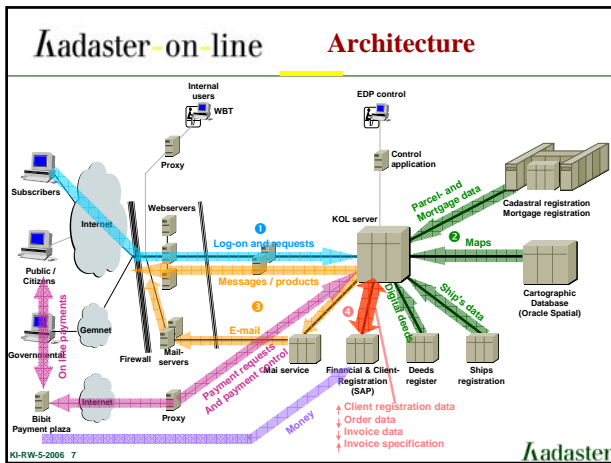 Kadaster-on-line
Architecture
Internal
users
WBT
EDP control
Proxy
Control
application
Subscribers
Internet
Webservers
KOL server
Parcel- and
Mortgage data
Cadastral registration
Mortgage registration
1
Log-on and requests
2
Maps
Public /
Citizens
Messages / products
Cartographic
Database
(Oracle Spatial)
On line payments
Gemnet
3
4
Digital deeds
Ship's data
E-mail
Governmental
Firewall
Mail-
servers
Payment requests
And payment control
Mai service
Financial & Client-
Registration
(SAP)
Deeds
register
Ships
registration
Internet
Proxy
Bibit
Payment plaza
Money
Client registration data
Order data
Invoice data
Invoice specification
KI-RW-5-2006 7
Kadaster